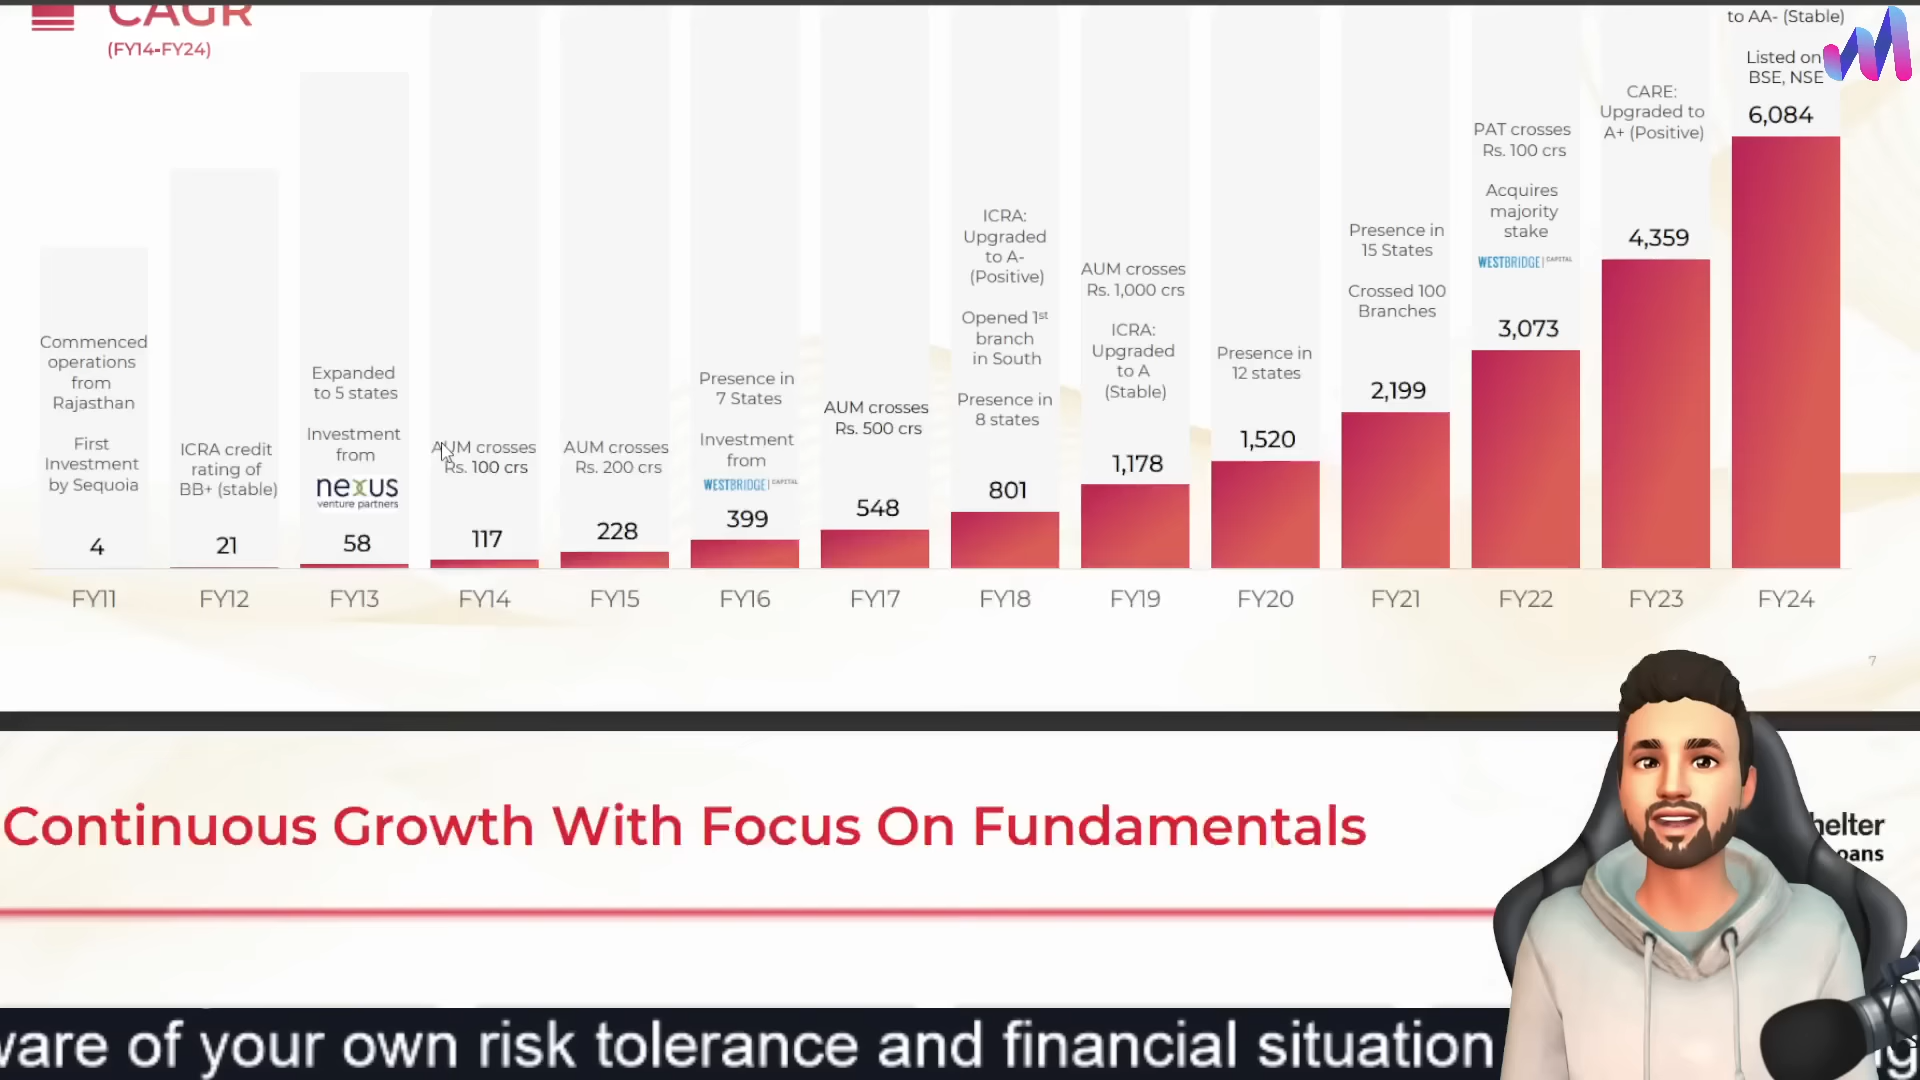 CAGR
(FY14-FY24)
to AA- (Stable)
Listed on
BSE, NSE
6,084
CARE:
Upgraded to
A+ (Positive)
4,359
PAT crosses
Rs. 100 crs
Acquires
majority
stake
WESTBRIDGE | CAPITAL
3,073
Presence in
15 States
Crossed 100
Branches
2,199
Presence in
12 states
1,520
AUM crosses
Rs. 1,000 crs
ICRA:
Upgraded
to A
(Stable)
1,178
ICRA:
Upgraded
to A-
(Positive)
Opened 1st
branch
in South
Presence in
8 states
801
AUM crosses
Rs. 500 crs
548
Presence in
7 States
Investment
from
WESTBRIDGE | CAPITAL
399
AUM crosses
Rs. 200 crs
228
AUM crosses
Rs. 100 crs
117
Expanded
to 5 states
Investment
from
nexus
venture partners
58
ICRA credit
rating of
BB+ (stable)
21
Commenced
operations
from
Rajasthan
First
Investment
by Sequoia
4
FY11 FY12 FY13 FY14 FY15 FY16 FY17 FY18 FY19 FY20 FY21 FY22 FY23 FY24
7
Continuous Growth With Focus On Fundamentals
helter
oans
ware of your own risk tolerance and financial situation